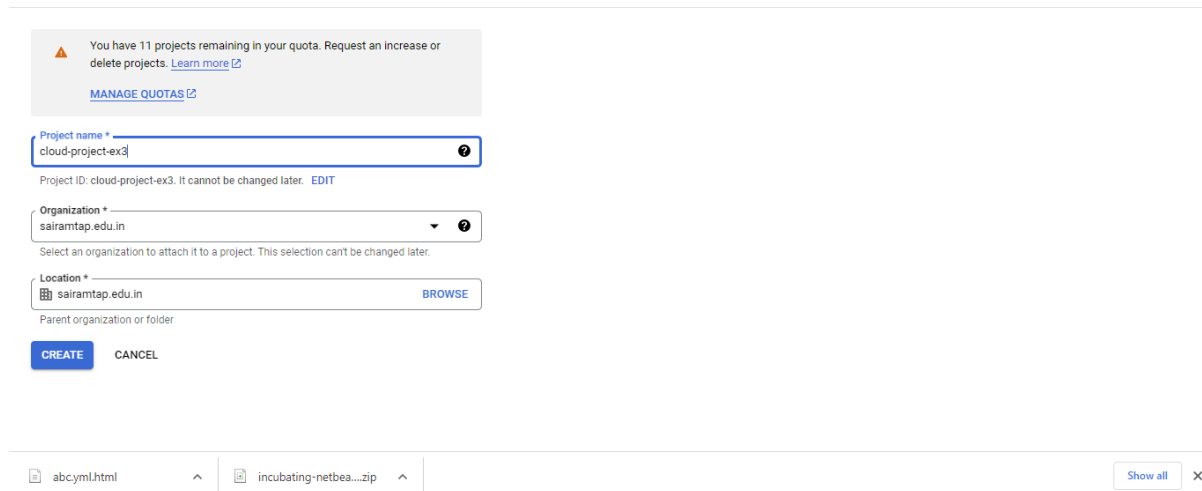 You have 11 projects remaining in your quota. Request an increase or
delete projects. Learn more
MANAGE QUOTAS
Project name *
cloud-project-ex3
Project ID: cloud-project-ex3. It cannot be changed later. EDIT
Organization *
sairamtap.edu.in
Select an organization to attach it to a project. This selection can't be changed later.
Location *
sairamtap.edu.in BROWSE
Parent organization or folder
CREATE CANCEL
abc.yml.html incubating-netbea....zip Show all